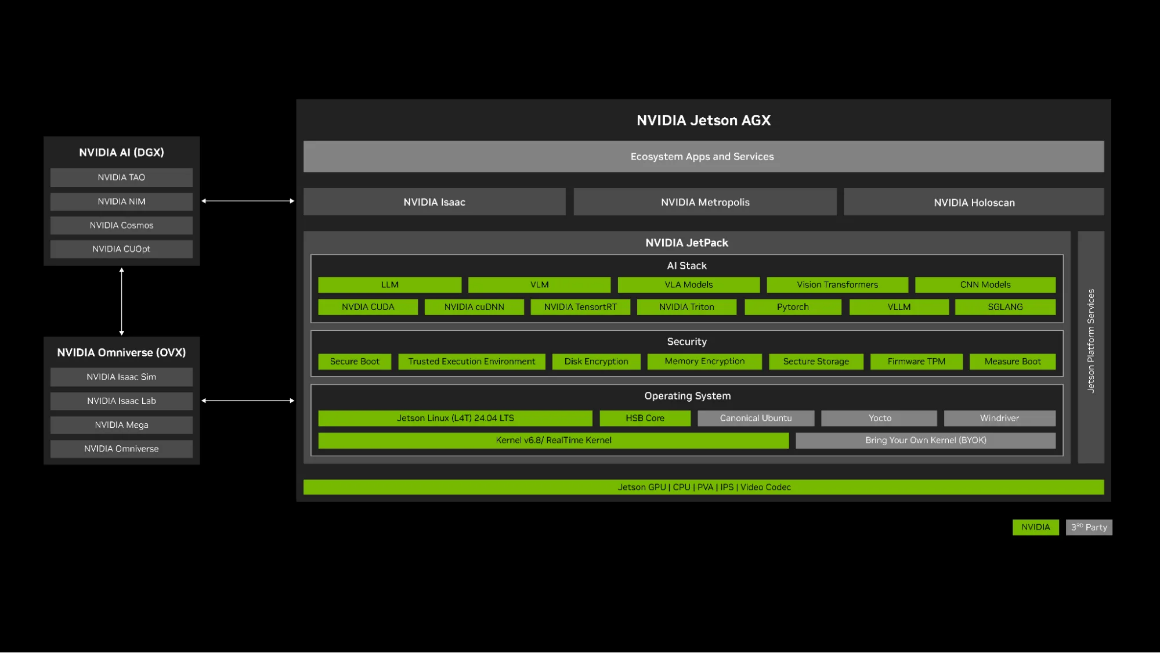 NVIDIA Jetson AGX
Ecosystem Apps and Services
NVIDIA AI (DGX)
NVIDIA TAO
NVIDIA NIM
NVIDIA Cosmos
NVIDIA CUOpt
NVIDIA Omniverse (OVX)
NVIDIA Isaac Sim
NVIDIA Isaac Lab
NVIDIA Mega
NVIDIA Omniverse
NVIDIA Isaac
NVIDIA Metropolis
NVIDIA Holoscan
NVIDIA JetPack
AI Stack
LLM
VLM
VLA Models
Vision Transformers
CNN Models
NVDIA CUDA
NVIDIA cuDNN
NVIDIA TensortRT
NVIDIA Triton
Pytorch
VLLM
SGLANG
Security
Secure Boot
Trusted Execution Environment
Disk Encryption
Memory Encryption
Secture Storage
Firmware TPM
Measure Boot
Operating System
Jetson Linux (L4T) 24.04 LTS
HSB Core
Canonical Ubuntu
Yocto
Windriver
Kernel v6.8/ RealTime Kernel
Bring Your Own Kernel (BYOK)
Jetson Platform Services
Jetson GPU | CPU | PVA | IPS | Video Codec
NVIDIA
3RD Party